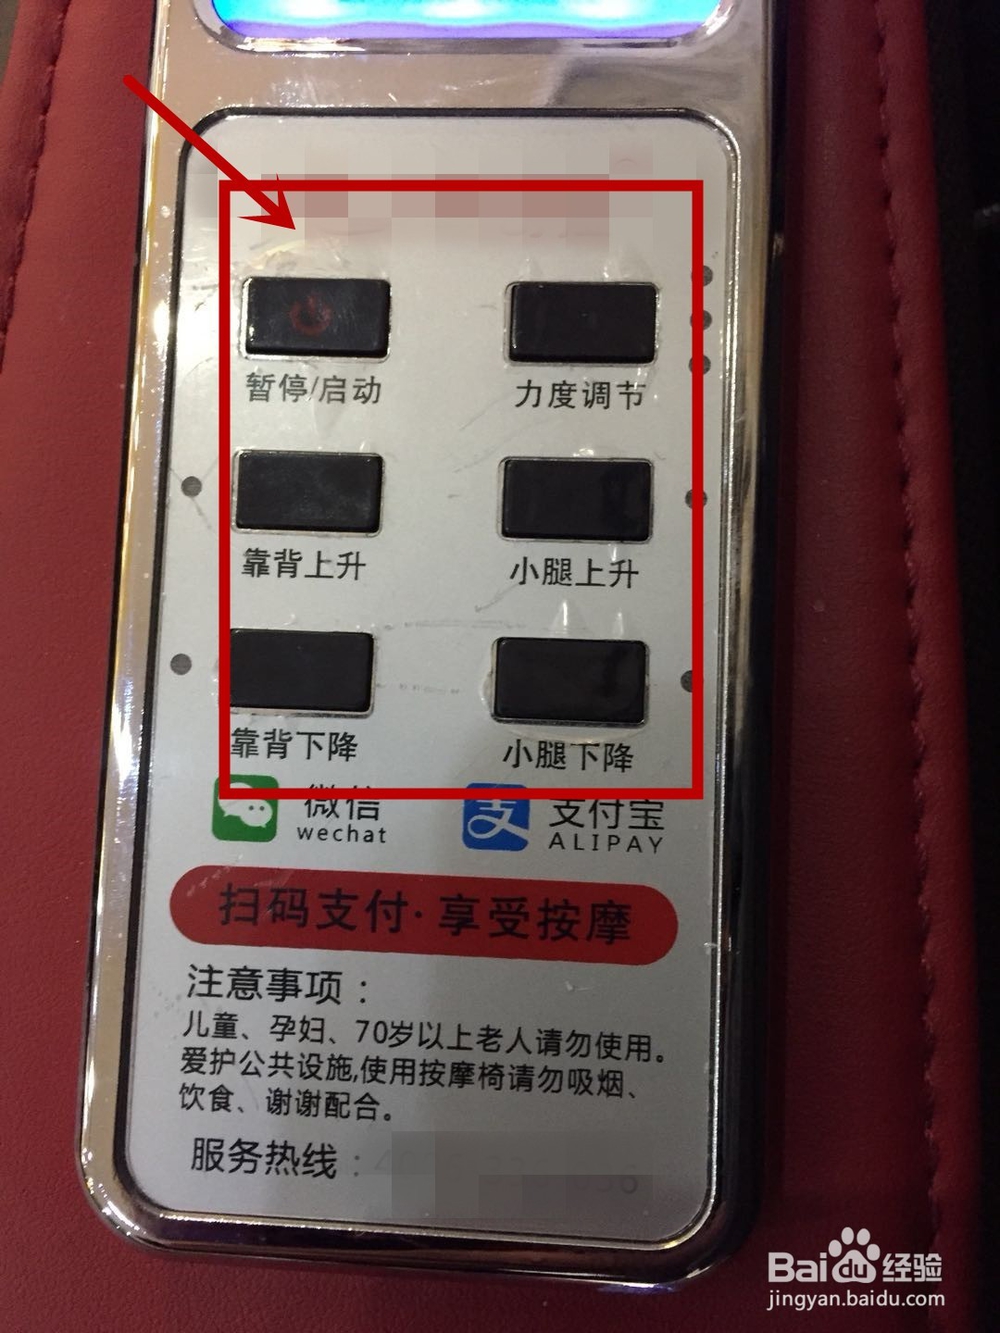 暂停/启动
力度调节
靠背上升
小腿上升
靠背下降
小腿下降
微信
wechat
支付宝
ALIPAY
扫码支付·享受按摩
注意事项：
儿童、孕妇、70岁以上老人请勿使用。
爱护公共设施,使用按摩椅请勿吸烟、
饮食、谢谢配合。
服务热线：
Baidu经验
jingyan.baidu.com